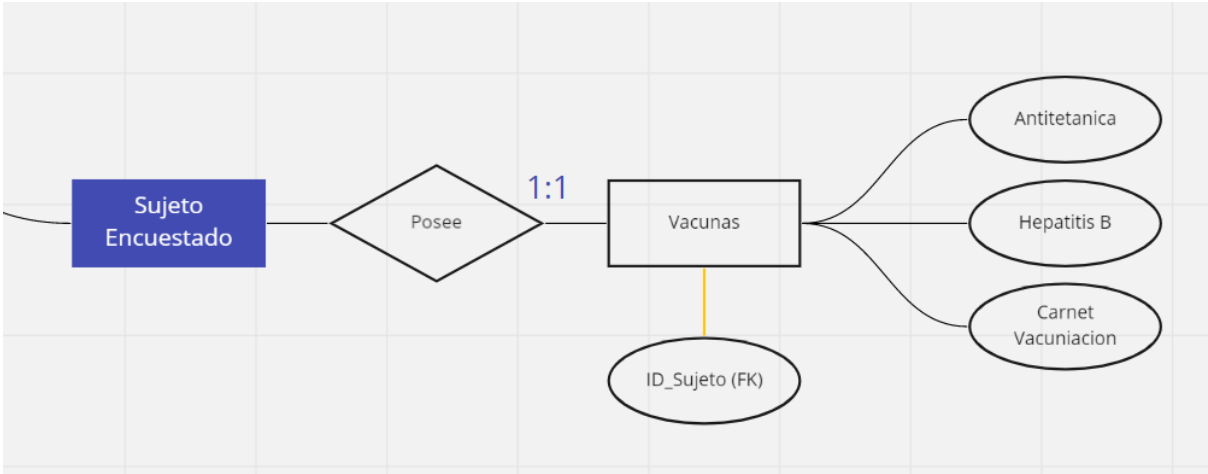 Sujeto
Encuestado
Posee
1:1
Vacunas
Antitetanica
Hepatitis B
Carnet
Vacuniacion
ID_Sujeto (FK)